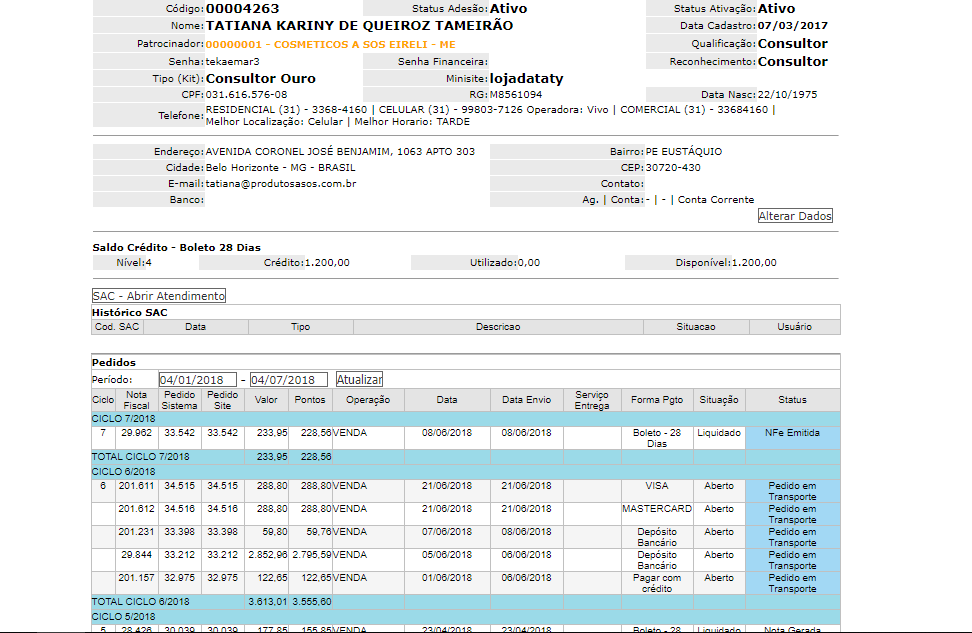 Código: 00004263 Status Adesão: Ativo Status Ativação: Ativo
Nome: TATIANA KARINY DE QUEIROZ TAMEIRÃO Data Cadastro: 07/03/2017
Patrocinador: 00000001 - COSMETICOS A SOS EIRELI - ME Qualificação: Consultor
Senha: tekaemar3 Senha Financeira: Reconhecimento: Consultor
Tipo (Kit): Consultor Ouro Minisite: lojadataty
CPF: 031.616.576-08 RG: M8561094 Data Nasc: 22/10/1975
Telefone: RESIDENCIAL (31) - 3368-4160 | CELULAR (31) - 99803-7126 Operadora: Vivo | COMERCIAL (31) - 33684160 |
Melhor Localização: Celular | Melhor Horario: TARDE
Endereço: AVENIDA CORONEL JOSÉ BENJAMIM, 1063 APTO 303 Bairro: PE EUSTÁQUIO
Cidade: Belo Horizonte - MG - BRASIL CEP: 30720-430
E-mail: tatiana@produtosasos.com.br Contato:
Banco: Ag. | Conta: - | - | Conta Corrente
Alterar Dados
Saldo Crédito - Boleto 28 Dias
Nível: 4 Crédito: 1.200,00 Utilizado: 0,00 Disponível: 1.200,00
SAC - Abrir Atendimento
Histórico SAC
Cod. SAC Data Tipo Descricao Situacao Usuário
Pedidos
Período: 04/01/2018 - 04/07/2018 Atualizar
Ciclo Nota Fiscal Pedido Sistema Pedido Site Valor Pontos Operação Data Data Envio Serviço Entrega Forma Pgto Situação Status
CICLO 7/2018
7 29.962 33.542 33.542 233,95 228,56 VENDA 08/06/2018 08/06/2018 Boleto - 28 Dias Liquidado NFe Emitida
TOTAL CICLO 7/2018 233,95 228,56
CICLO 6/2018
6 201.611 34.515 34.515 288,80 288,80 VENDA 21/06/2018 21/06/2018 VISA Aberto Pedido em Transporte
201.612 34.516 34.516 288,80 288,80 VENDA 21/06/2018 21/06/2018 MASTERCARD Aberto Pedido em Transporte
201.231 33.398 33.398 59,80 59,76 VENDA 07/06/2018 08/06/2018 Depósito Bancário Aberto Pedido em Transporte
29.844 33.212 33.212 2.852,96 2.795,59 VENDA 05/06/2018 06/06/2018 Depósito Bancário Aberto Pedido em Transporte
201.157 32.975 32.975 122,65 122,65 VENDA 01/06/2018 06/06/2018 Pagar com crédito Aberto Pedido em Transporte
TOTAL CICLO 6/2018 3.613,01 3.555,60
CICLO 5/2018
5 28.426 30.039 30.039 177,85 155,85 VENDA 23/04/2018 23/04/2018 Boleto - 28 Liquidado Nota Gerada